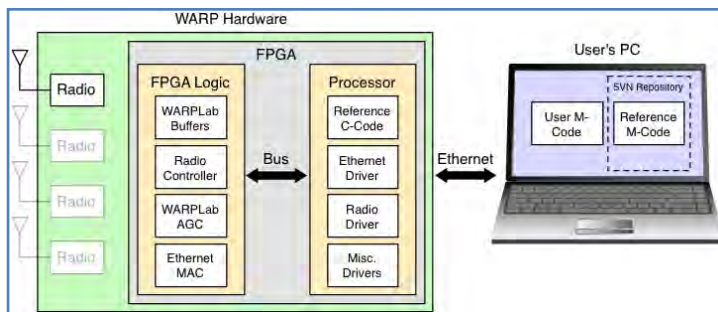 WARP Hardware
FPGA
User's PC
Radio
Radio
Radio
Radio
FPGA Logic
WARPLab
Buffers
Radio
Controller
WARPLab
AGC
Ethernet
MAC
Bus
Processor
Reference
C-Code
Ethernet
Driver
Radio
Driver
Misc.
Drivers
Ethernet
SVN Repository
User M-
Code
Reference
M-Code